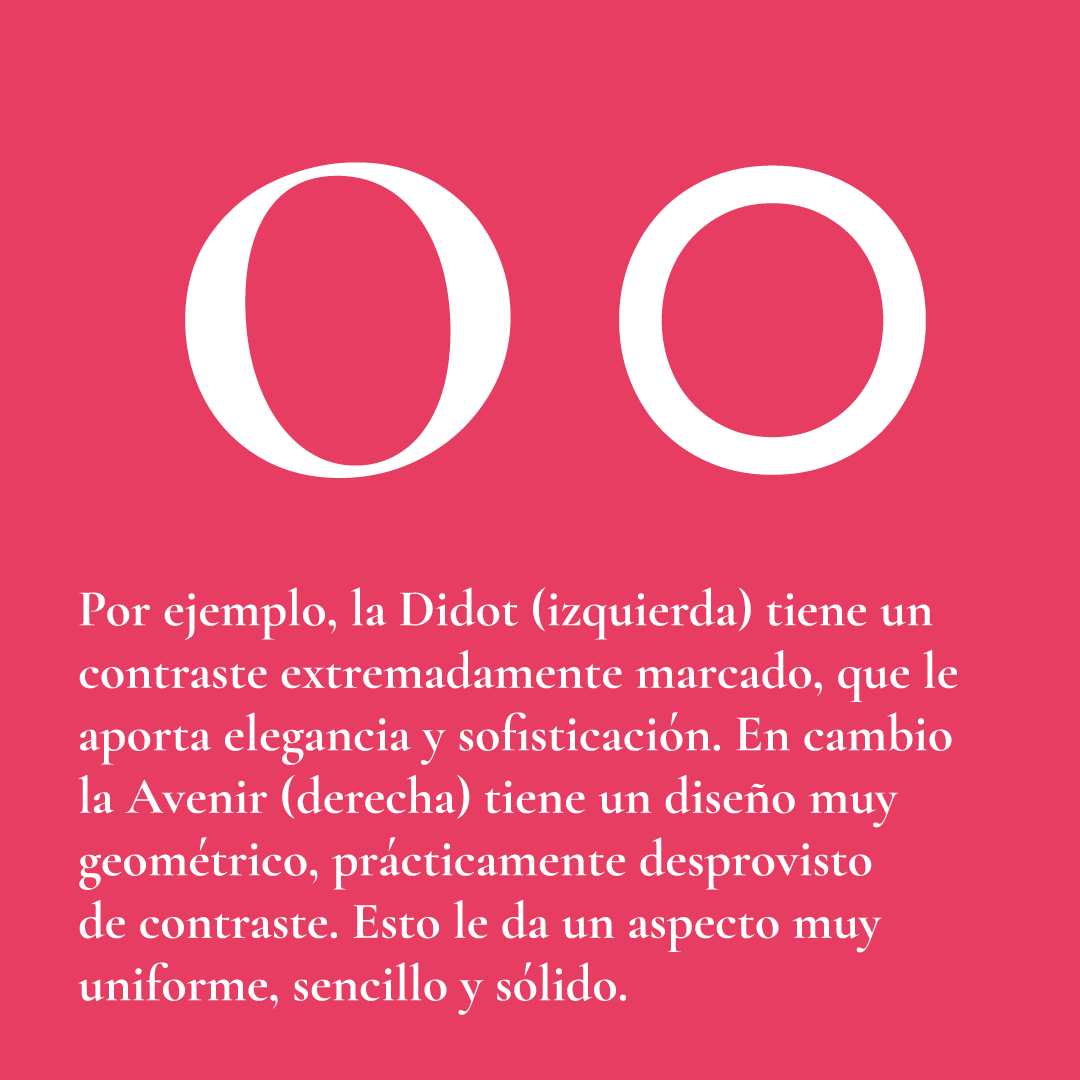 o o
Por ejemplo, la Didot (izquierda) tiene un
contraste extremadamente marcado, que le
aporta elegancia y sofisticación. En cambio
la Avenir (derecha) tiene un diseño muy
geométrico, prácticamente desprovisto
de contraste. Esto le da un aspecto muy
uniforme, sencillo y sólido.